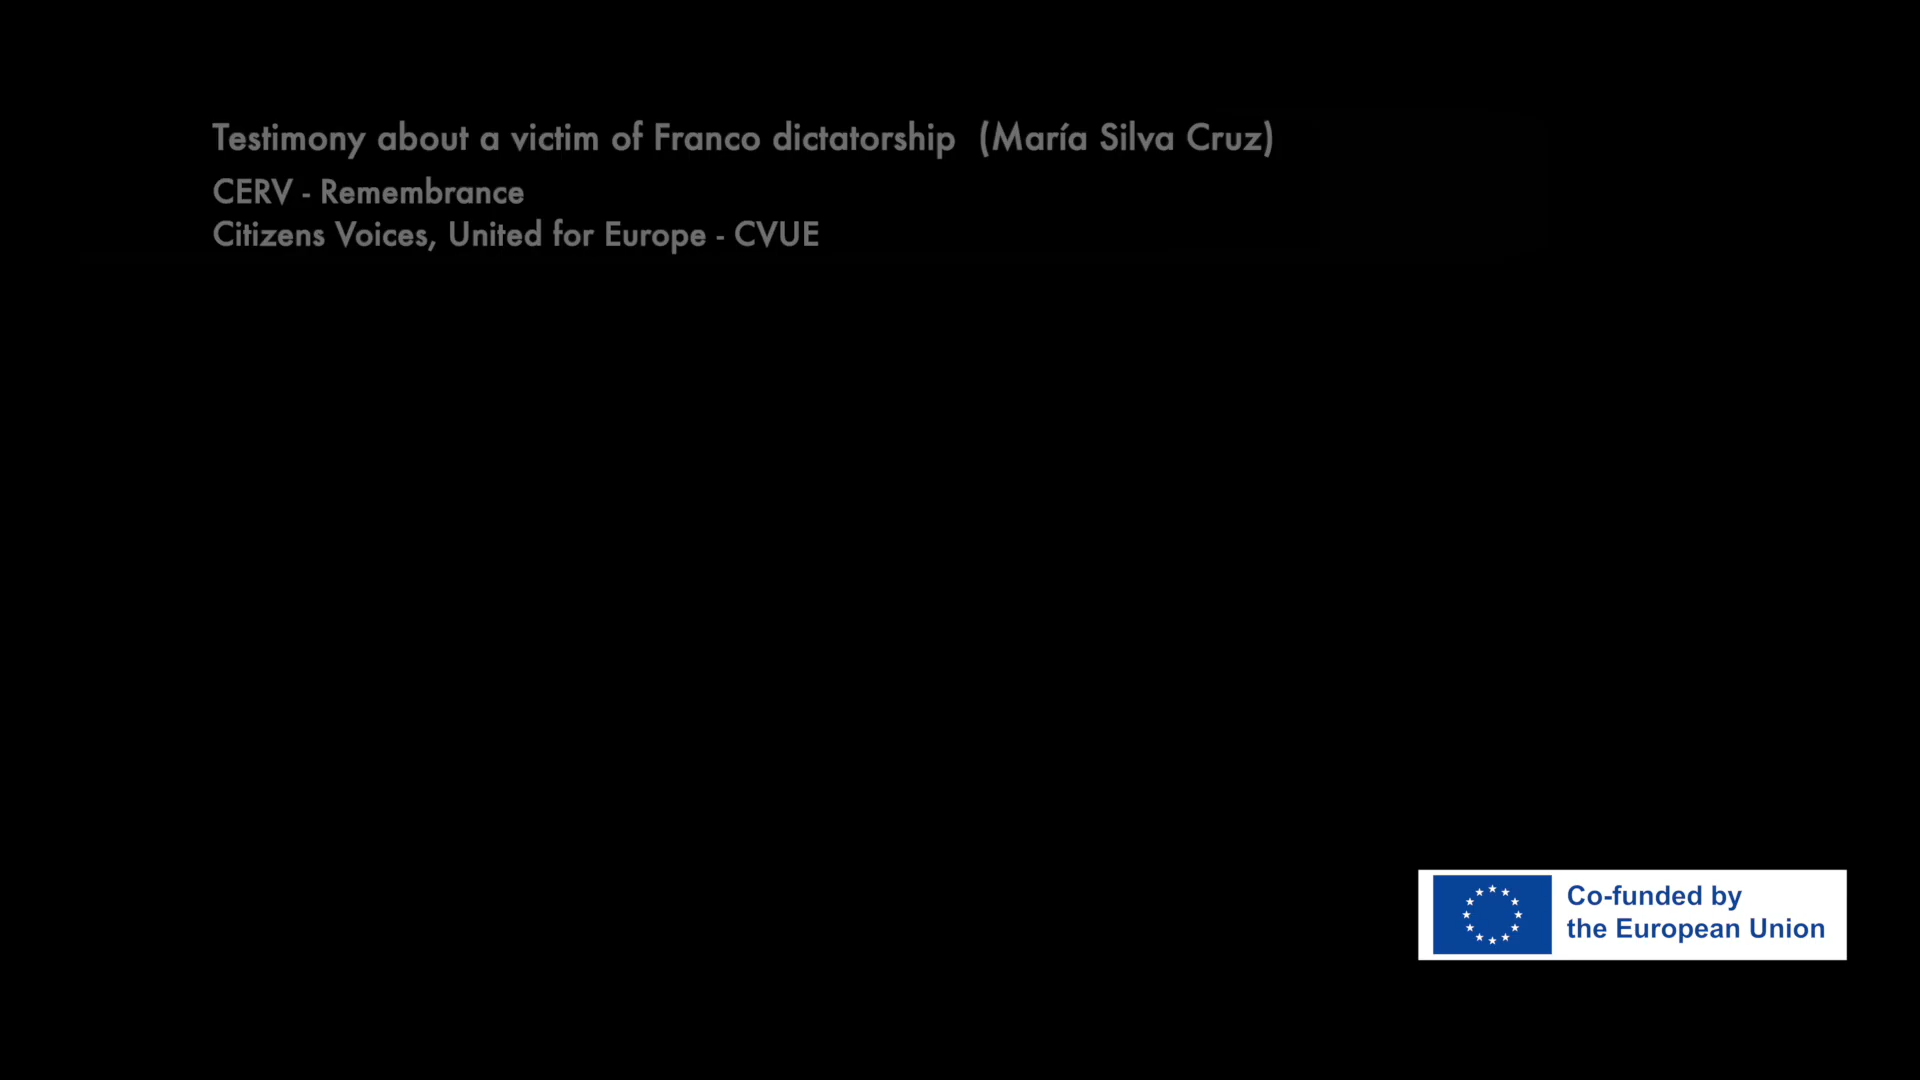 Testimony about a victim of Franco dictatorship (María Silva Cruz)
CERV - Remembrance
Citizens Voices, United for Europe - CVUE
Co-funded by
the European Union